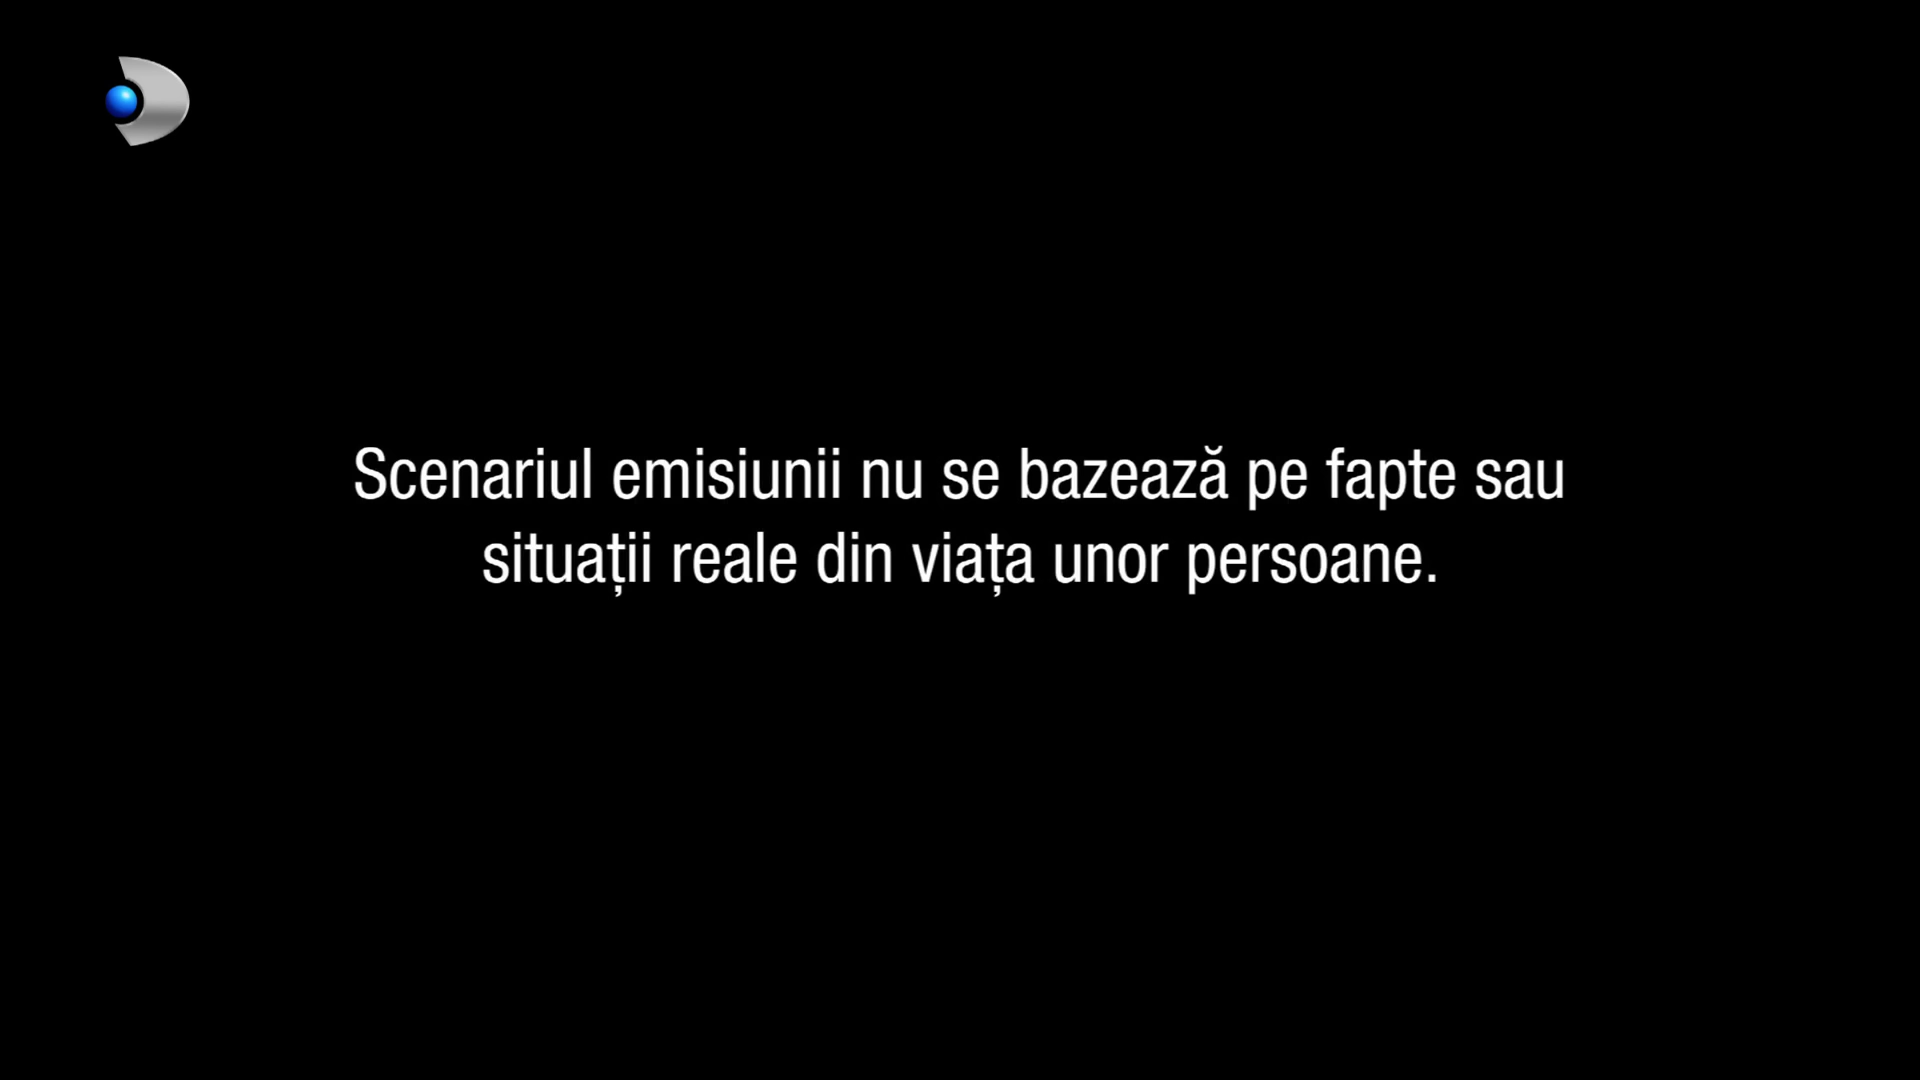 Scenariul emisiunii nu se bazează pe fapte sau
situații reale din viața unor persoane.